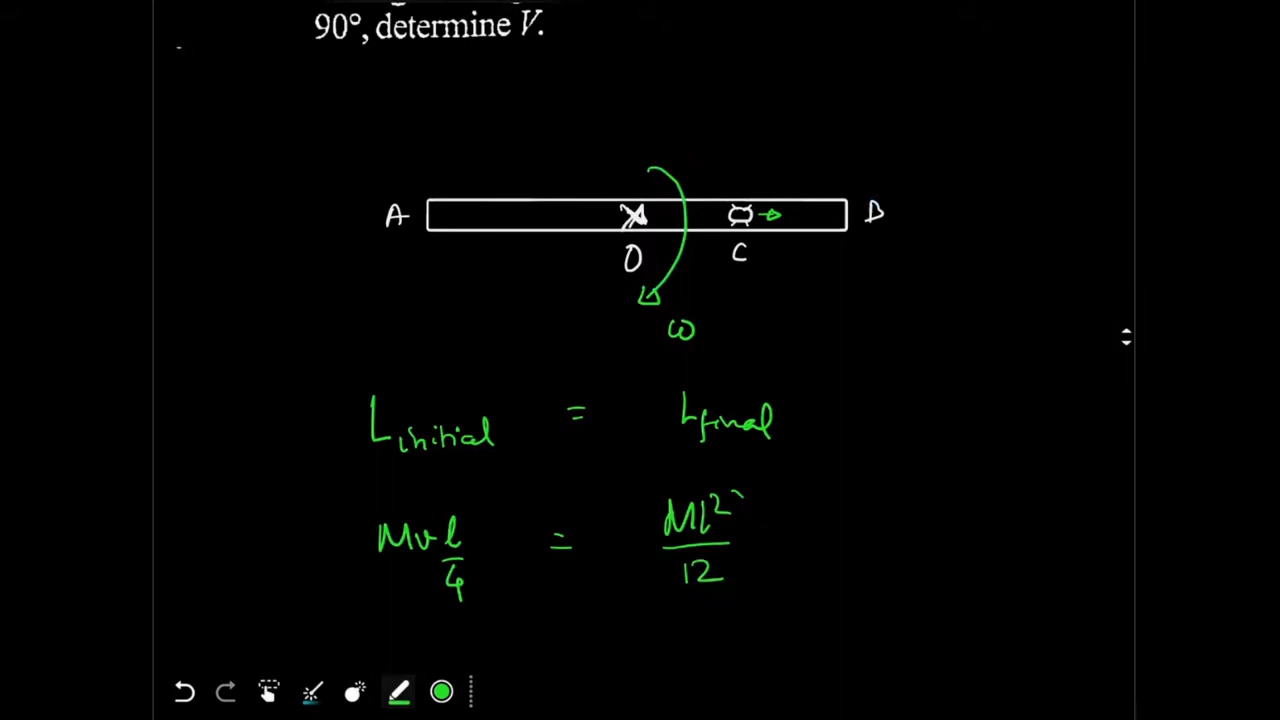 90°, determine V.
A B
O C
ω
L initial = L final
Mv l/4 = Ml²/12